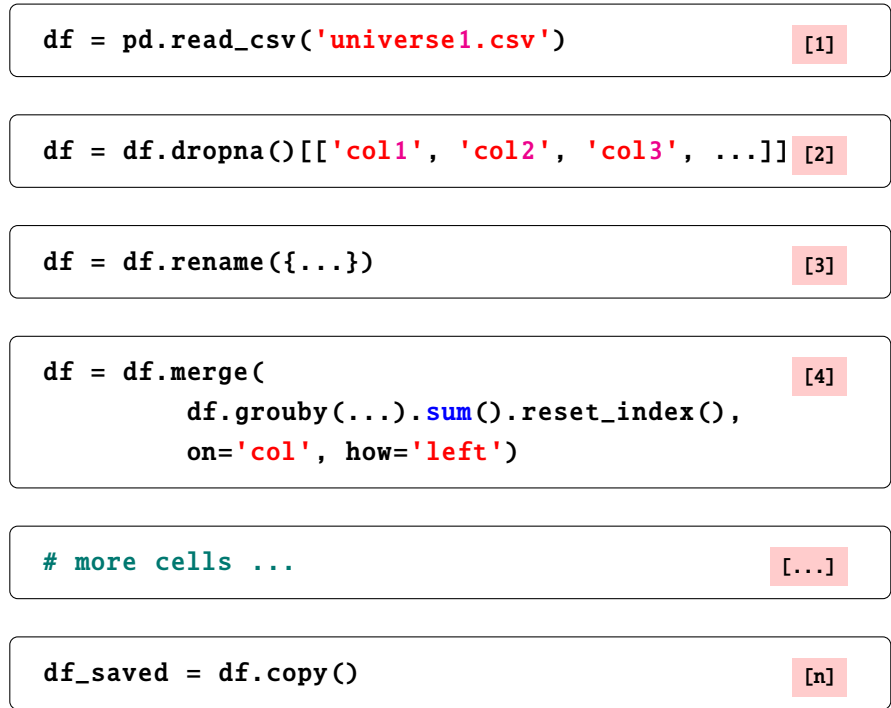 df = pd.read_csv('universe1.csv') [1]
df = df.dropna()[['col1', 'col2', 'col3', ...]] [2]
df = df.rename({...}) [3]
df = df.merge( [4]
df.grouby(...).sum().reset_index(),
on='col', how='left')
# more cells ... [...]
df_saved = df.copy() [n]